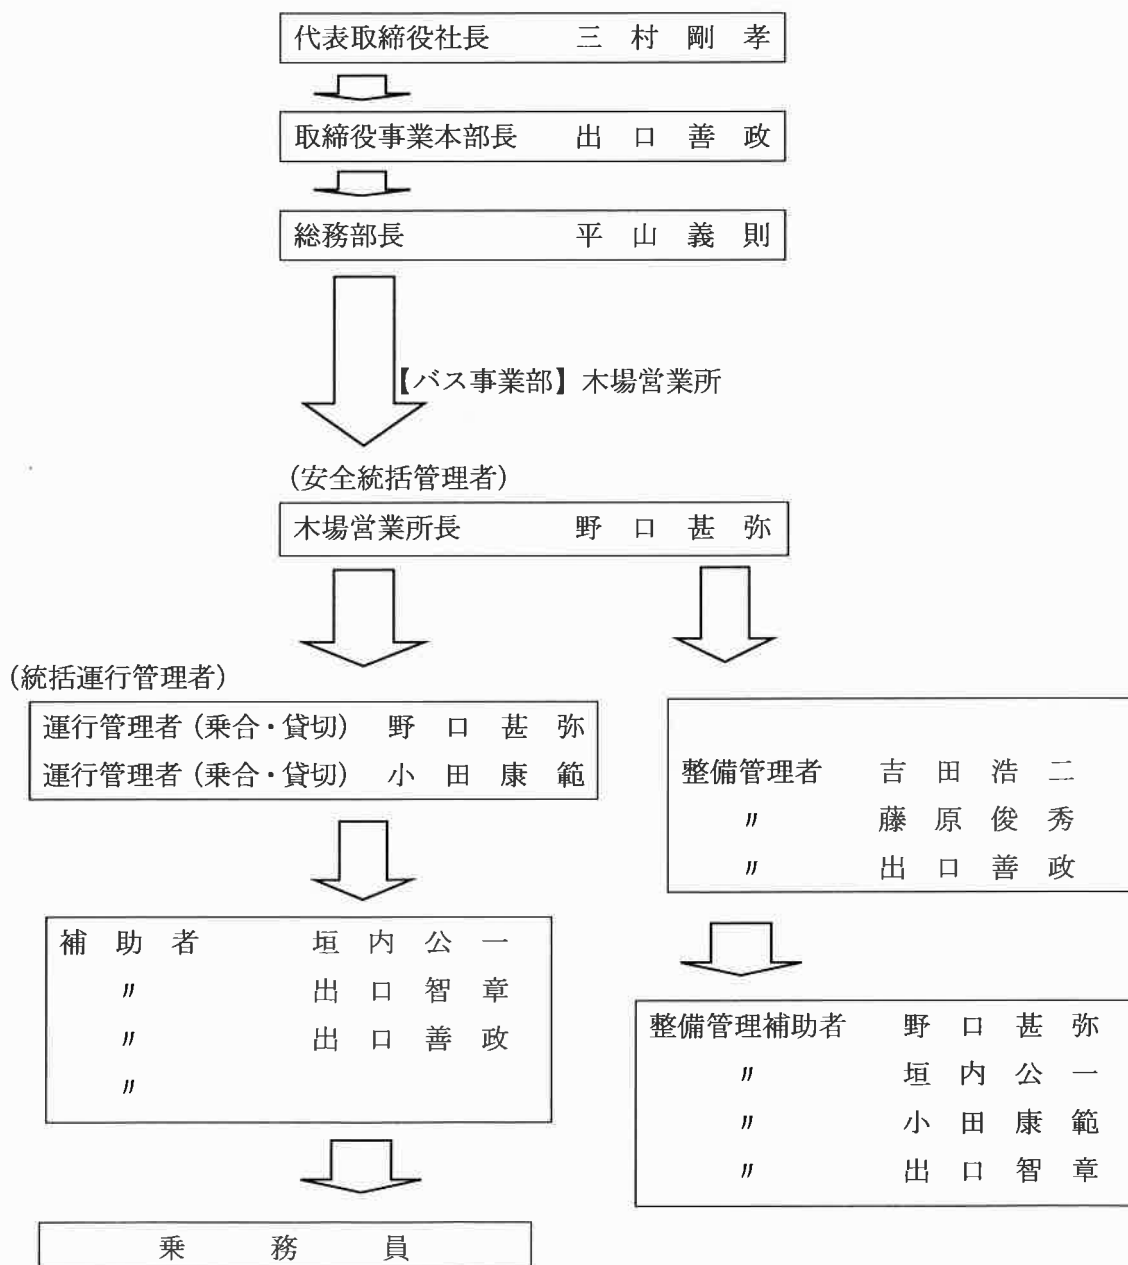 代表取締役社長 三村剛孝
取締役事業本部長 出口善政
総務部長 平山義則
【バス事業部】木場営業所
(安全統括管理者)
木場営業所長 野口甚弥
(統括運行管理者)
運行管理者(乗合・貸切) 野口甚弥
運行管理者(乗合・貸切) 小田康範
補助者 垣内公一
〃 出口智章
〃 出口善政
〃
乗務員
整備管理者 吉田浩二
〃 藤原俊秀
〃 出口善政
整備管理補助者 野口甚弥
〃 垣内公一
〃 小田康範
〃 出口智章